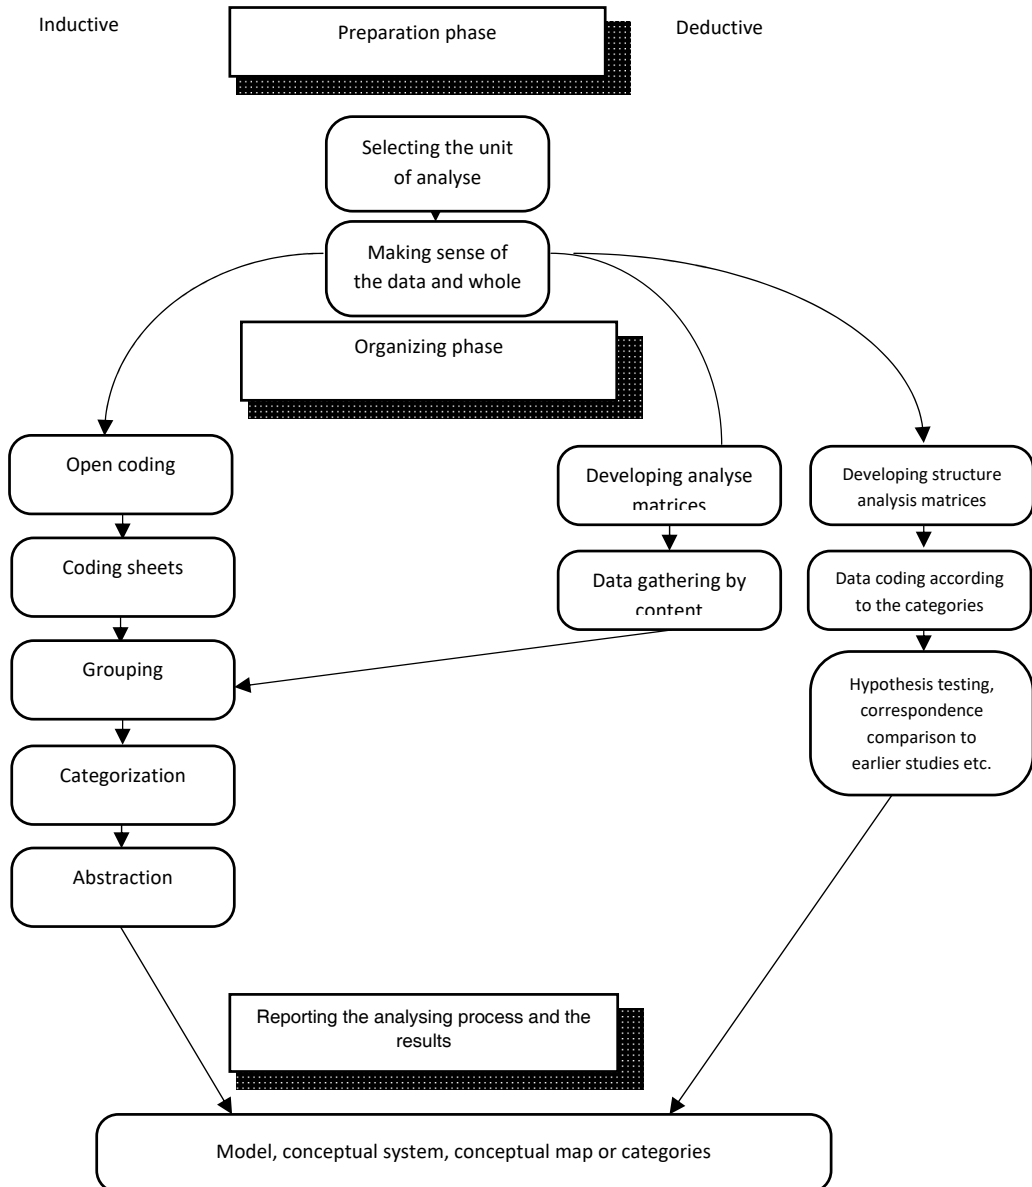 Inductive
Preparation phase
Deductive
Selecting the unit
of analyse
Making sense of
the data and whole
Organizing phase
Open coding
Developing analyse
matrices
Developing structure
analysis matrices
Coding sheets
Data gathering by
content
Data coding according
to the categories
Grouping
Hypothesis testing,
correspondence
comparison to
earlier studies etc.
Categorization
Abstraction
Reporting the analysing process and the
results
Model, conceptual system, conceptual map or categories